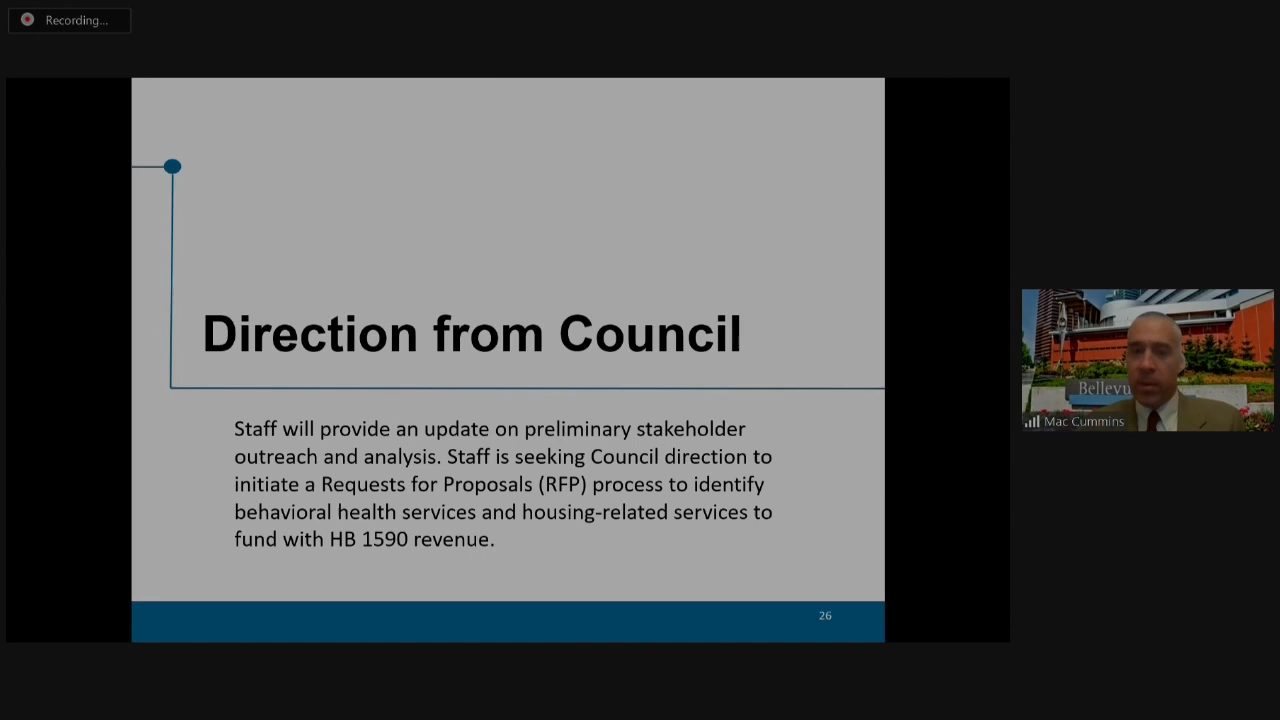 Recording...
Direction from Council
Staff will provide an update on preliminary stakeholder
outreach and analysis. Staff is seeking Council direction to
initiate a Requests for Proposals (RFP) process to identify
behavioral health services and housing-related services to
fund with HB 1590 revenue.
26
Bellevu
Mac Cummins